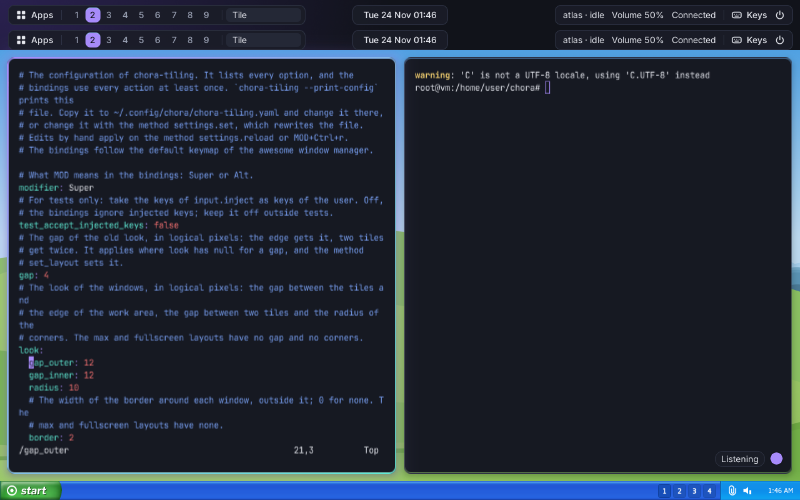 Apps 1 2 3 4 5 6 7 8 9 Tile Tue 24 Nov 01:46 atlas · idle Volume 50% Connected Keys
Apps 1 2 3 4 5 6 7 8 9 Tile Tue 24 Nov 01:46 atlas · idle Volume 50% Connected Keys
# The configuration of chora-tiling. It lists every option, and the
# bindings use every action at least once. `chora-tiling --print-config`
prints this
# file. Copy it to ~/.config/chora/chora-tiling.yaml and change it there,
# or change it with the method settings.set, which rewrites the file.
# Edits by hand apply on the method settings.reload or MOD+Ctrl+r.
# The bindings follow the default keymap of the awesome window manager.
# What MOD means in the bindings: Super or Alt.
modifier: Super
# For tests only: take the keys of input.inject as keys of the user. Off,
# the bindings ignore injected keys; keep it off outside tests.
test_accept_injected_keys: false
# The gap of the old look, in logical pixels: the edge gets it, two tiles
# get twice. It applies where look has null for a gap, and the method
# set_layout sets it.
gap: 4
# The look of the windows, in logical pixels: the gap between the tiles a
nd
# the edge of the work area, the gap between two tiles and the radius of
the
# corners. The max and fullscreen layouts have no gap and no corners.
look:
gap_outer: 12
gap_inner: 12
radius: 10
# The width of the border around each window, outside it; 0 for none. T
he
# max and fullscreen layouts have none.
border: 2
/gap_outer 21,3 Top
warning: 'C' is not a UTF-8 locale, using 'C.UTF-8' instead
root@vm:/home/user/chora#
Listening
start 1 2 3 4 1:46 AM